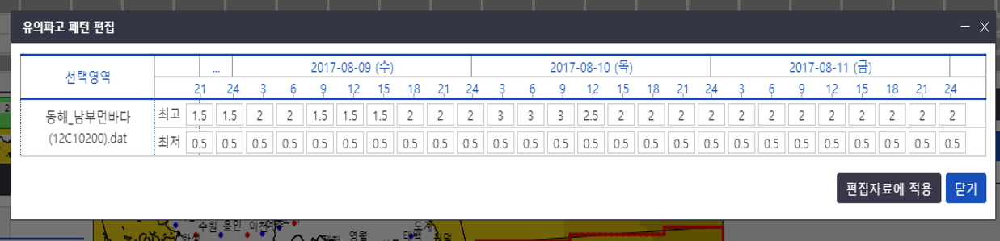 유의파고 패턴 편집
선택영역 ... 2017-08-09 (수) 2017-08-10 (목) 2017-08-11 (금)
21 24 3 6 9 12 15 18 21 24 3 6 9 12 15 18 21 24 3 6 9 12 15 18 21 24
동해_남부먼바다
(12C10200).dat
최고 1.5 1.5 2 2 1.5 1.5 1.5 2 2 2 3 3 3 2.5 2 2 2 2 2 2 2 2 2 2 2 2
최저 0.5 0.5 0.5 0.5 0.5 0.5 0.5 0.5 0.5 0.5 0.5 0.5 0.5 0.5 0.5 0.5 0.5 0.5 0.5 0.5 0.5 0.5 0.5 0.5 0.5 0.5
편집자료에 적용 닫기
수원 용인 도계
영월 태백